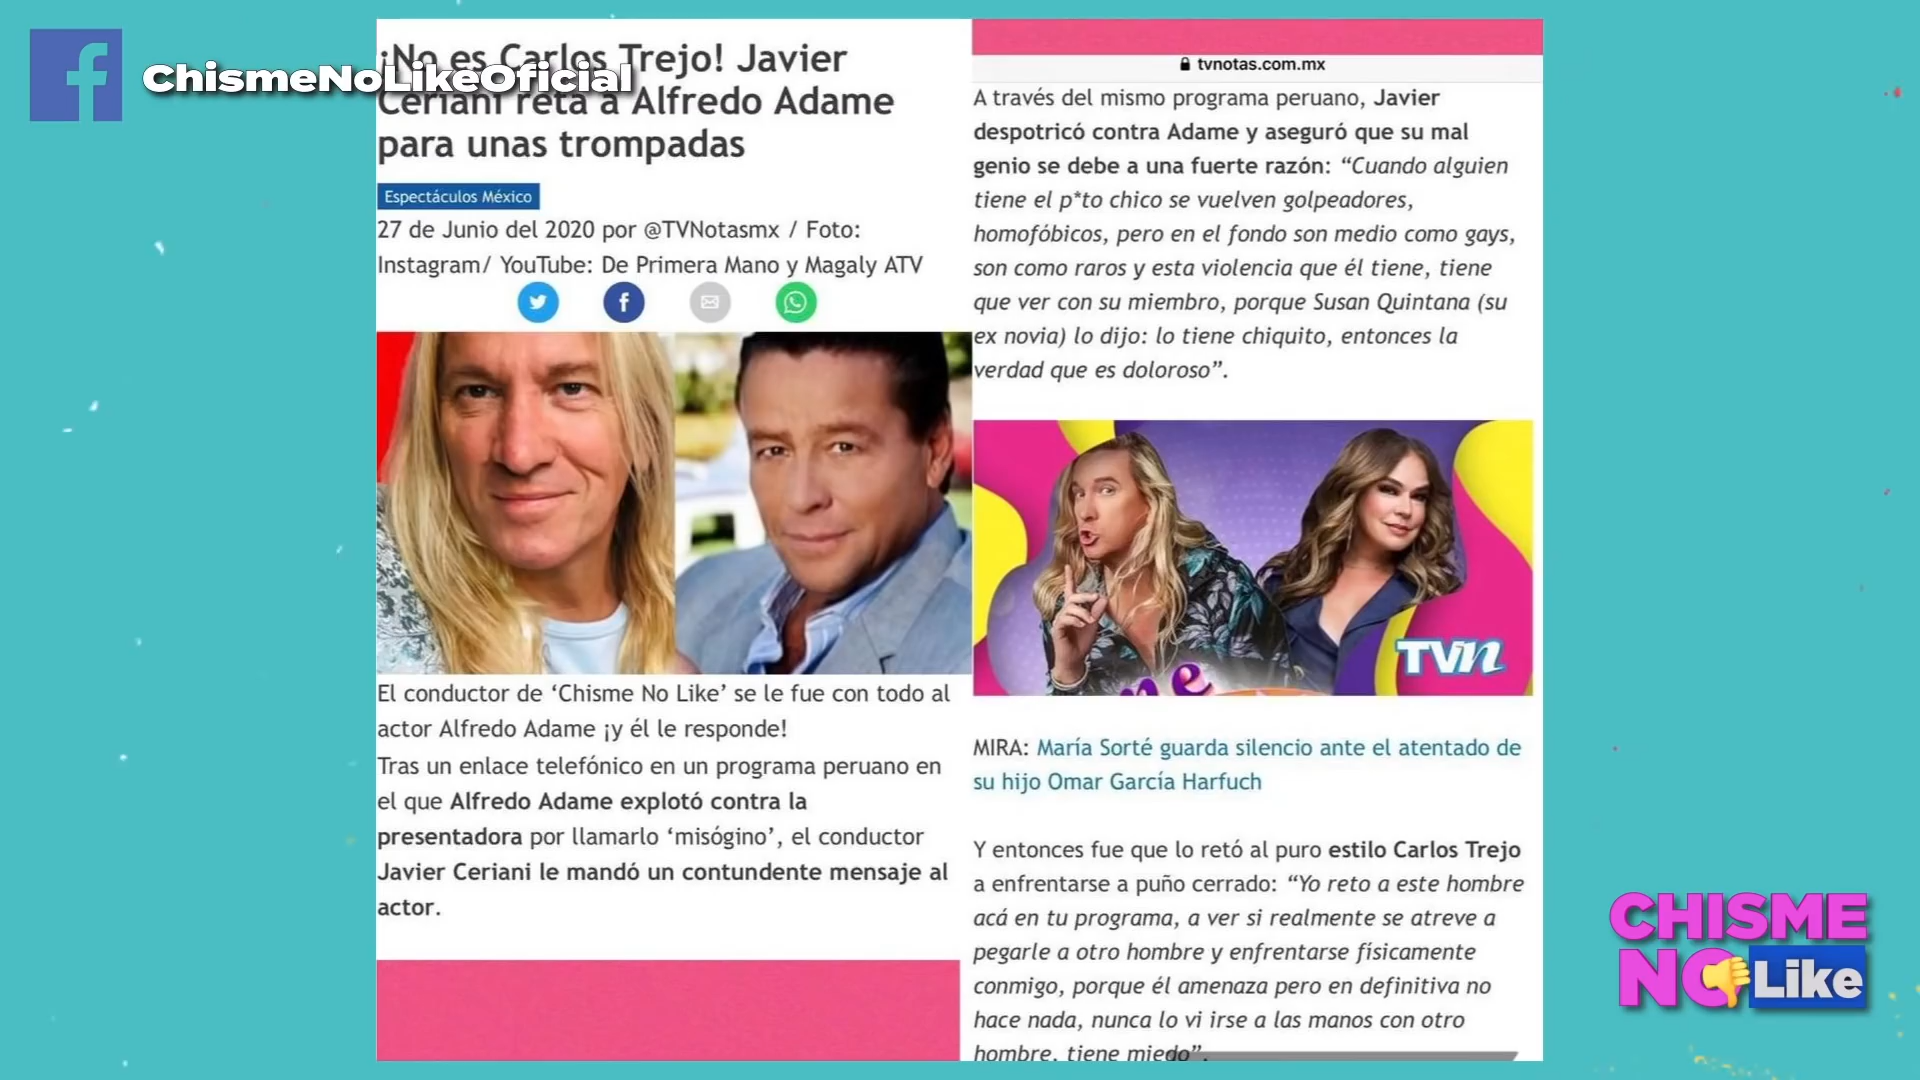 ChismeNoLikeOficial
¡No es Carlos Trejo! Javier
Ceriani reta a Alfredo Adame
para unas trompadas
Espectáculos México
27 de Junio del 2020 por @TVNotasmx / Foto:
Instagram/ YouTube: De Primera Mano y Magaly ATV
El conductor de ‘Chisme No Like’ se le fue con todo al
actor Alfredo Adame ¡y él le responde!
Tras un enlace telefónico en un programa peruano en
el que Alfredo Adame explotó contra la
presentadora por llamarlo ‘misógino’, el conductor
Javier Ceriani le mandó un contundente mensaje al
actor.
tvnotas.com.mx
A través del mismo programa peruano, Javier
despotricó contra Adame y aseguró que su mal
genio se debe a una fuerte razón: “Cuando alguien
tiene el p*to chico se vuelven golpeadores,
homofóbicos, pero en el fondo son medio como gays,
son como raros y esta violencia que él tiene, tiene
que ver con su miembro, porque Susan Quintana (su
ex novia) lo dijo: lo tiene chiquito, entonces la
verdad que es doloroso”.
TVn
MIRA: María Sorté guarda silencio ante el atentado de
su hijo Omar García Harfuch
Y entonces fue que lo retó al puro estilo Carlos Trejo
a enfrentarse a puño cerrado: “Yo reto a este hombre
acá en tu programa, a ver si realmente se atreve a
pegarle a otro hombre y enfrentarse físicamente
conmigo, porque él amenaza pero en definitiva no
hace nada, nunca lo vi irse a las manos con otro
hombre, tiene miedo”.
CHISME
NO Like